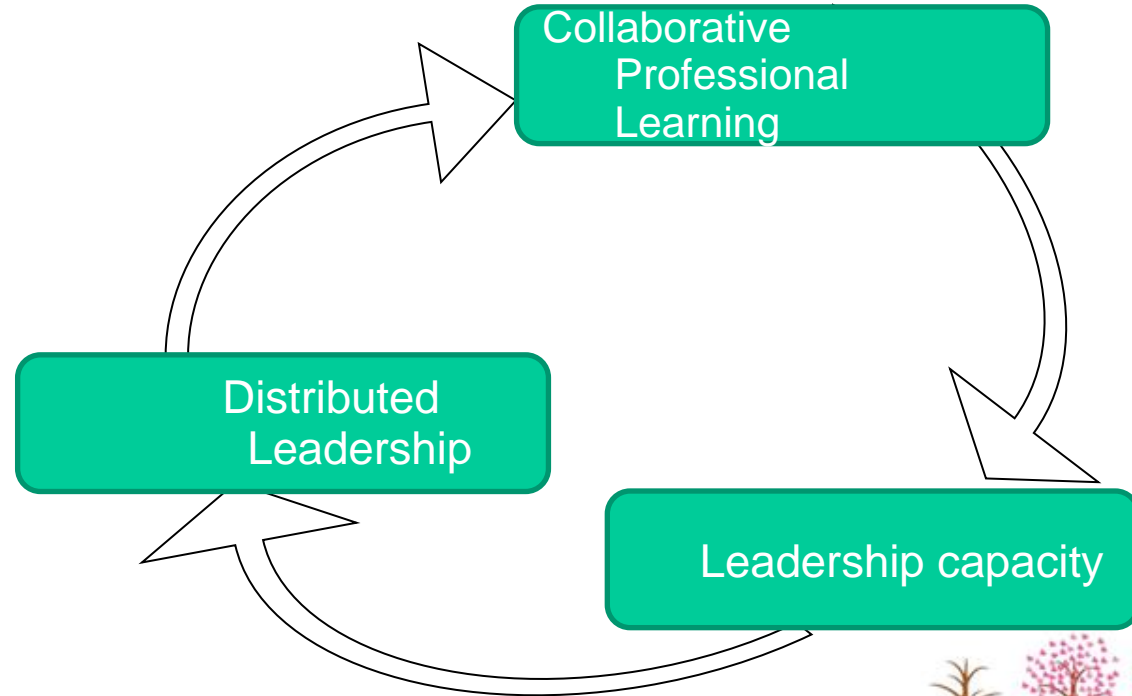 Collaborative
Professional
Learning
Distributed
Leadership
Leadership capacity